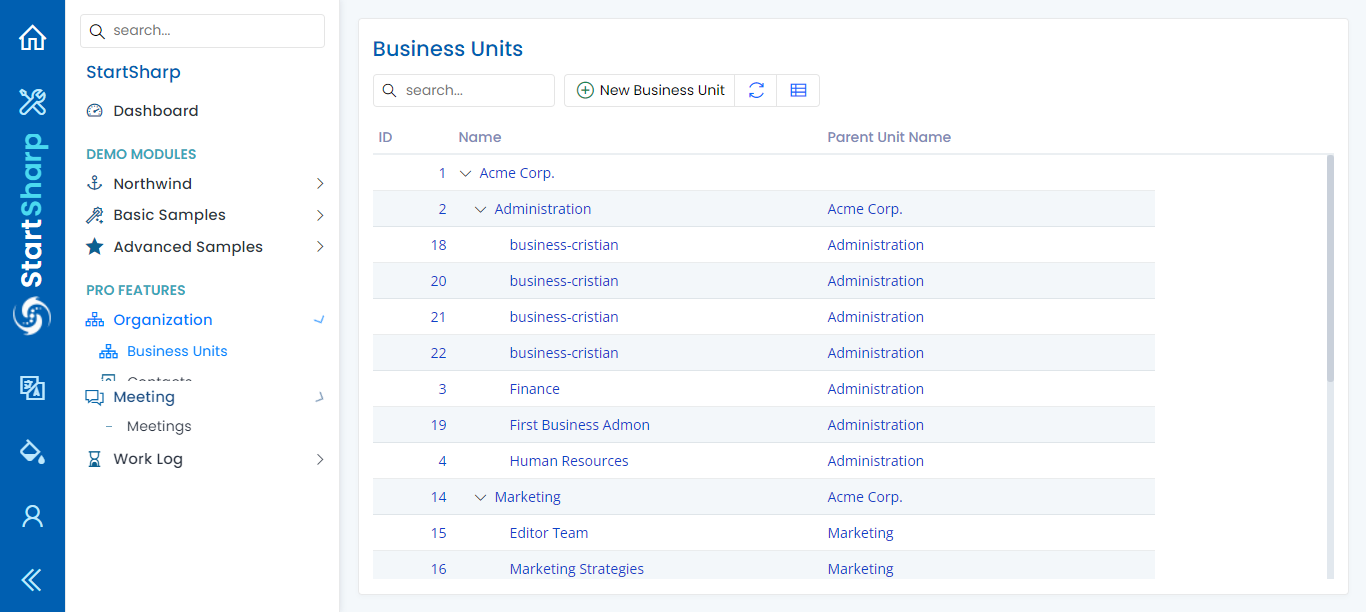 StartSharp
search...
StartSharp
Dashboard
DEMO MODULES
Northwind
Basic Samples
Advanced Samples
PRO FEATURES
Organization
Business Units
Contacts
Meeting
Meetings
Work Log
Business Units
search...
New Business Unit
ID Name Parent Unit Name
1 Acme Corp.
2 Administration Acme Corp.
18 business-cristian Administration
20 business-cristian Administration
21 business-cristian Administration
22 business-cristian Administration
3 Finance Administration
19 First Business Admon Administration
4 Human Resources Administration
14 Marketing Acme Corp.
15 Editor Team Marketing
16 Marketing Strategies Marketing